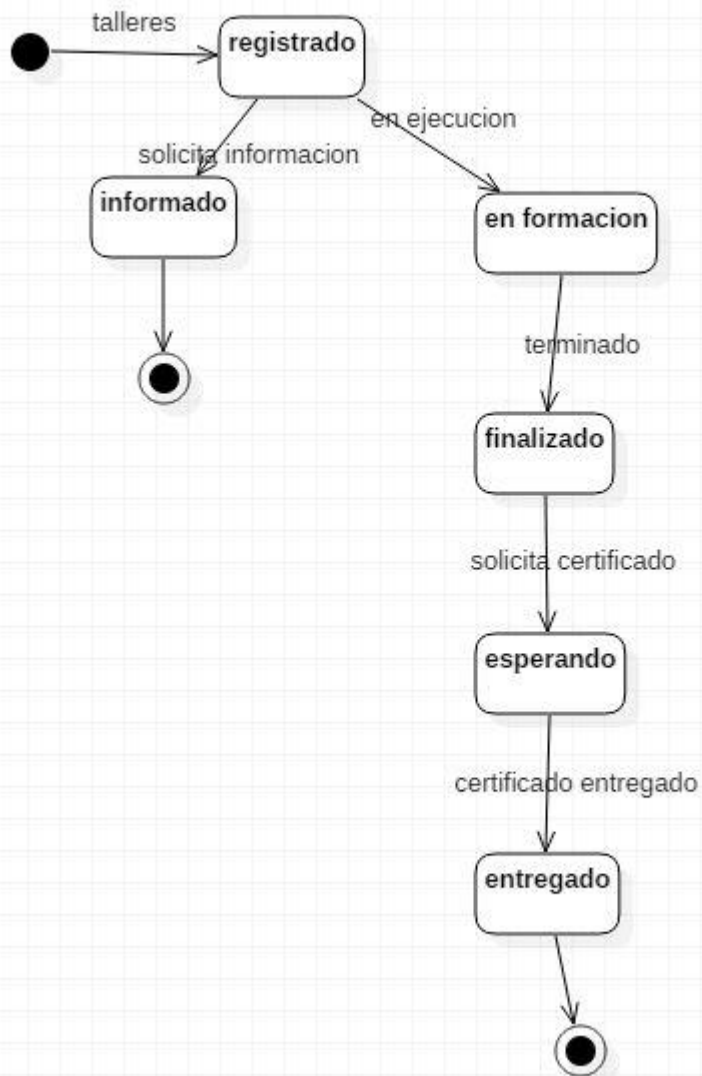 talleres
registrado
en ejecucion
solicita informacion
informado
en formacion
terminado
finalizado
solicita certificado
esperando
certificado entregado
entregado